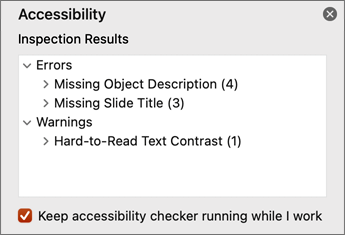 Accessibility
Inspection Results
Errors
Missing Object Description (4)
Missing Slide Title (3)
Warnings
Hard-to-Read Text Contrast (1)
Keep accessibility checker running while I work